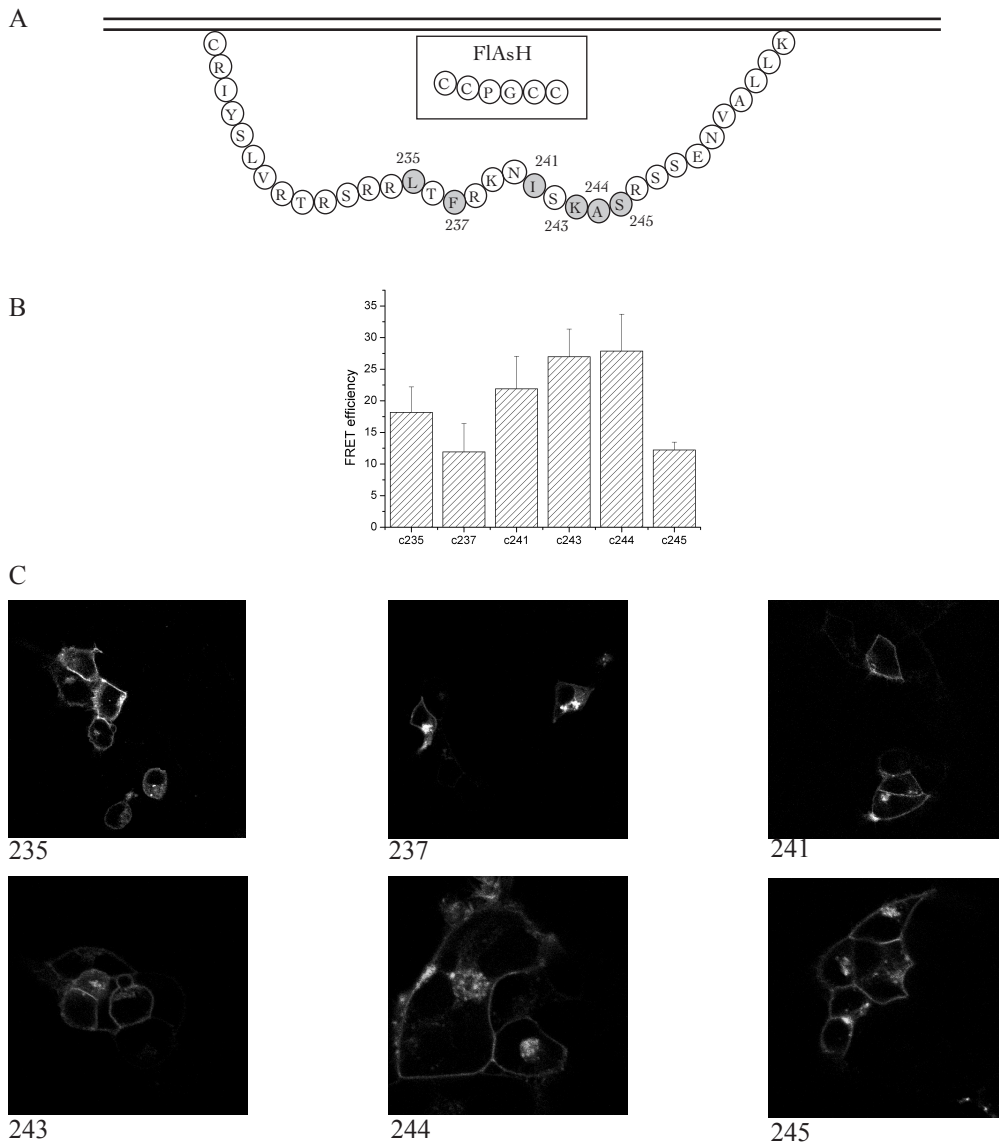 A
FlAsH
C C P G C C
C R I Y S L V R T R S R R L T F R K N I S K A S R S S E N V A L L K
235
237
241
243
244
245
B
FRET efficiency
35
30
25
20
15
10
5
0
c235 c237 c241 c243 c244 c245
C
235
237
241
243
244
245